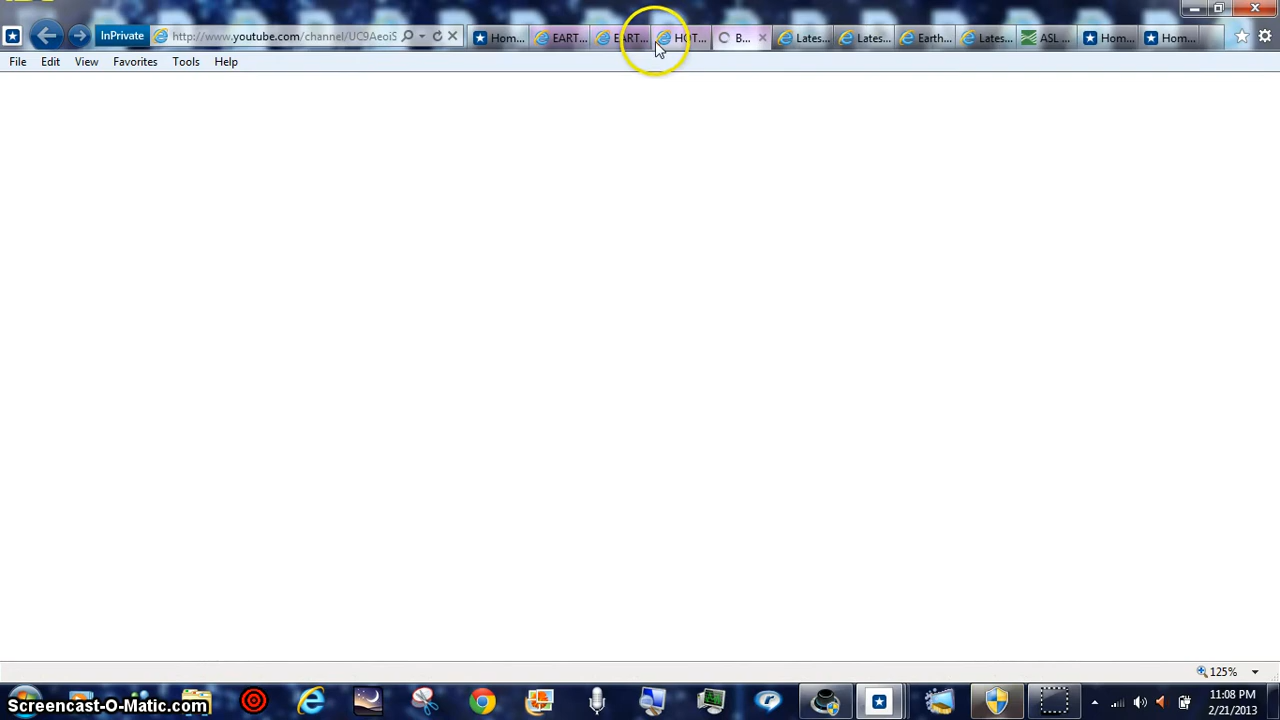 InPrivate http://www.youtube.com/channel/UC9AeoiS Hom... EART... EART... HOT... B... Lates... Lates... Earth... Lates... ASL ... Hom... Hom...
File Edit View Favorites Tools Help
125%
Screencast-O-Matic.com
11:08 PM
2/21/2013